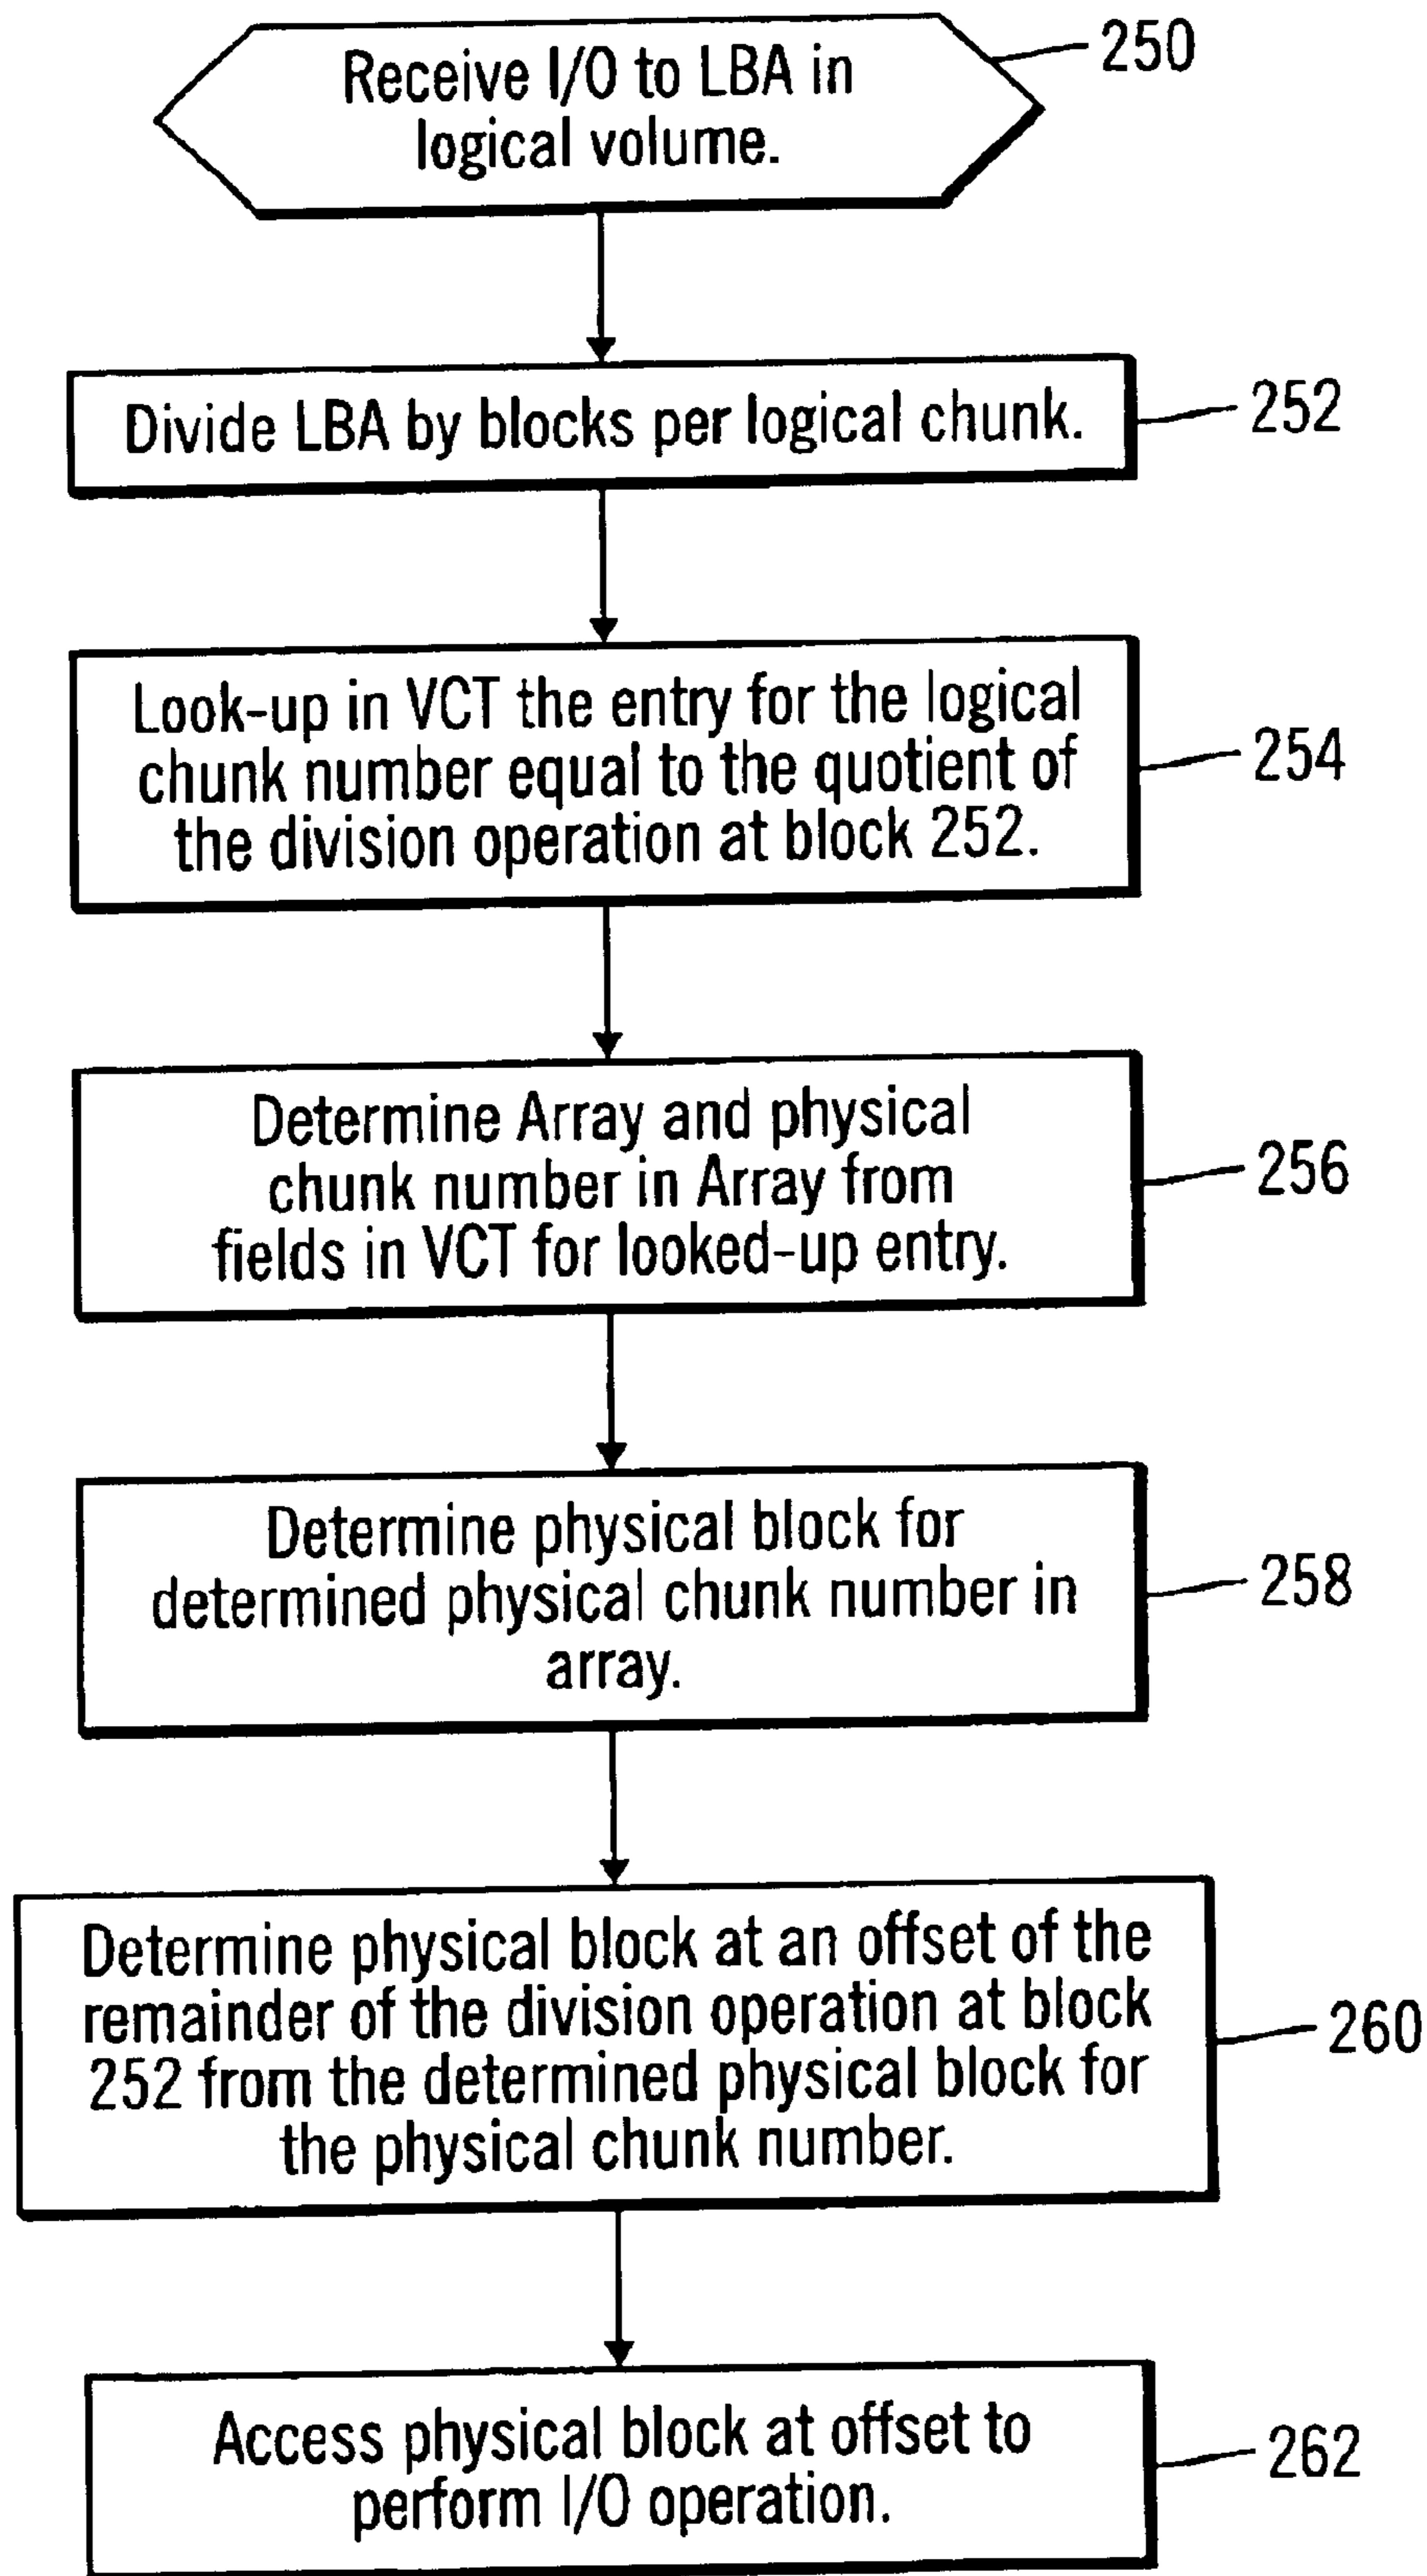 Receive I/O to LBA in
logical volume.
250
Divide LBA by blocks per logical chunk.
252
Look-up in VCT the entry for the logical
chunk number equal to the quotient of
the division operation at block 252.
254
Determine Array and physical
chunk number in Array from
fields in VCT for looked-up entry.
256
Determine physical block for
determined physical chunk number in
array.
258
Determine physical block at an offset of the
remainder of the division operation at block
252 from the determined physical block for
the physical chunk number.
260
Access physical block at offset to
perform I/O operation.
262